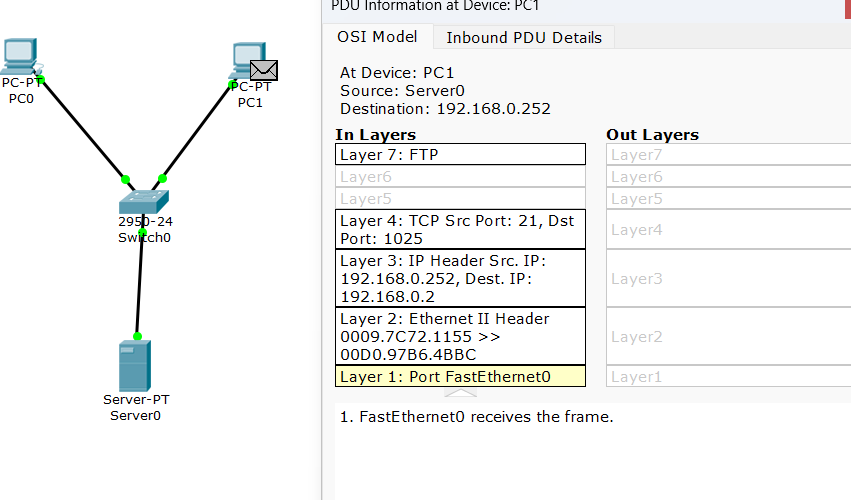 PDU Information at Device: PC1
OSI Model
Inbound PDU Details
At Device: PC1
Source: Server0
Destination: 192.168.0.252
In Layers
Out Layers
Layer 7: FTP
Layer7
Layer6
Layer6
Layer5
Layer5
Layer 4: TCP Src Port: 21, Dst
Port: 1025
Layer4
Layer 3: IP Header Src. IP:
192.168.0.252, Dest. IP:
192.168.0.2
Layer3
Layer 2: Ethernet II Header
0009.7C72.1155 >>
00D0.97B6.4BBC
Layer2
Layer 1: Port FastEthernet0
Layer1
1. FastEthernet0 receives the frame.
PC-PT
PC0
PC-PT
PC1
2950-24
Switch0
Server-PT
Server0